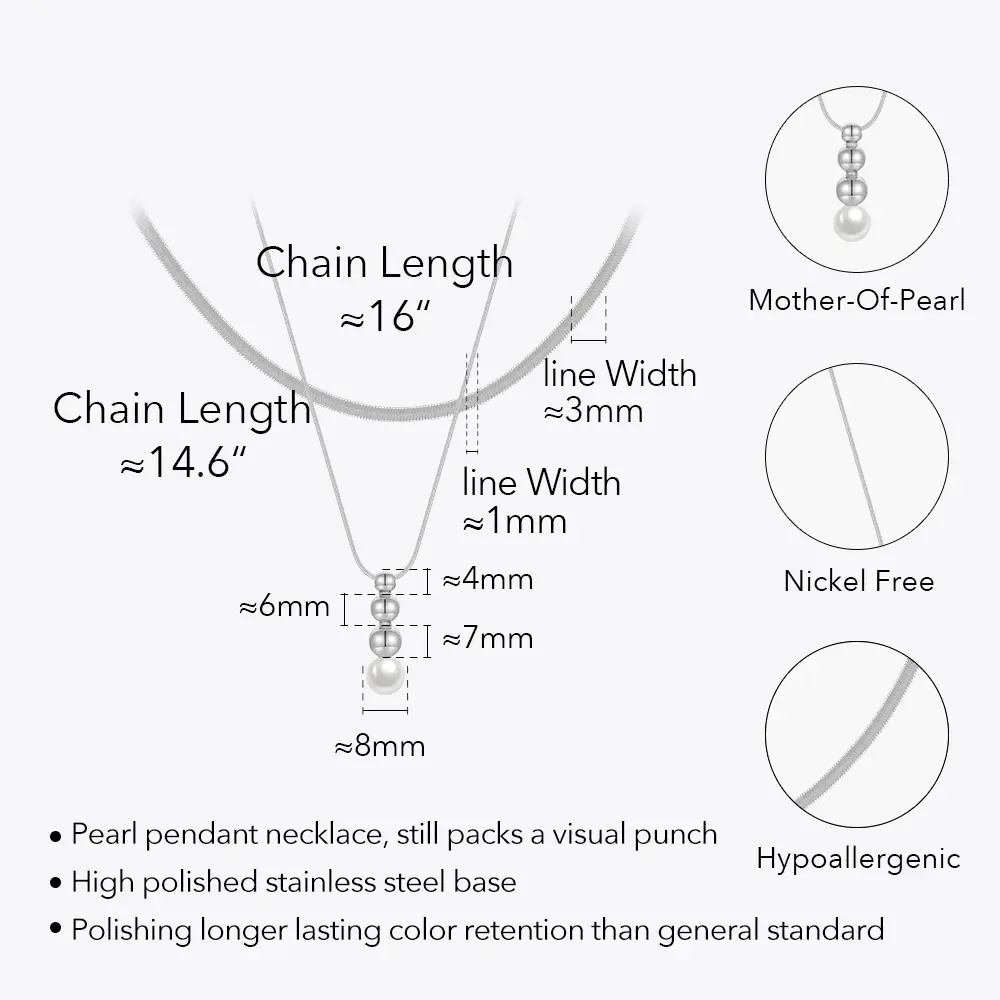 Chain Length
≈16“
Chain Length
≈14.6“
line Width
≈3mm
line Width
≈1mm
≈4mm
≈6mm
≈7mm
≈8mm
Mother-Of-Pearl
Nickel Free
Hypoallergenic
• Pearl pendant necklace, still packs a visual punch
• High polished stainless steel base
• Polishing longer lasting color retention than general standard